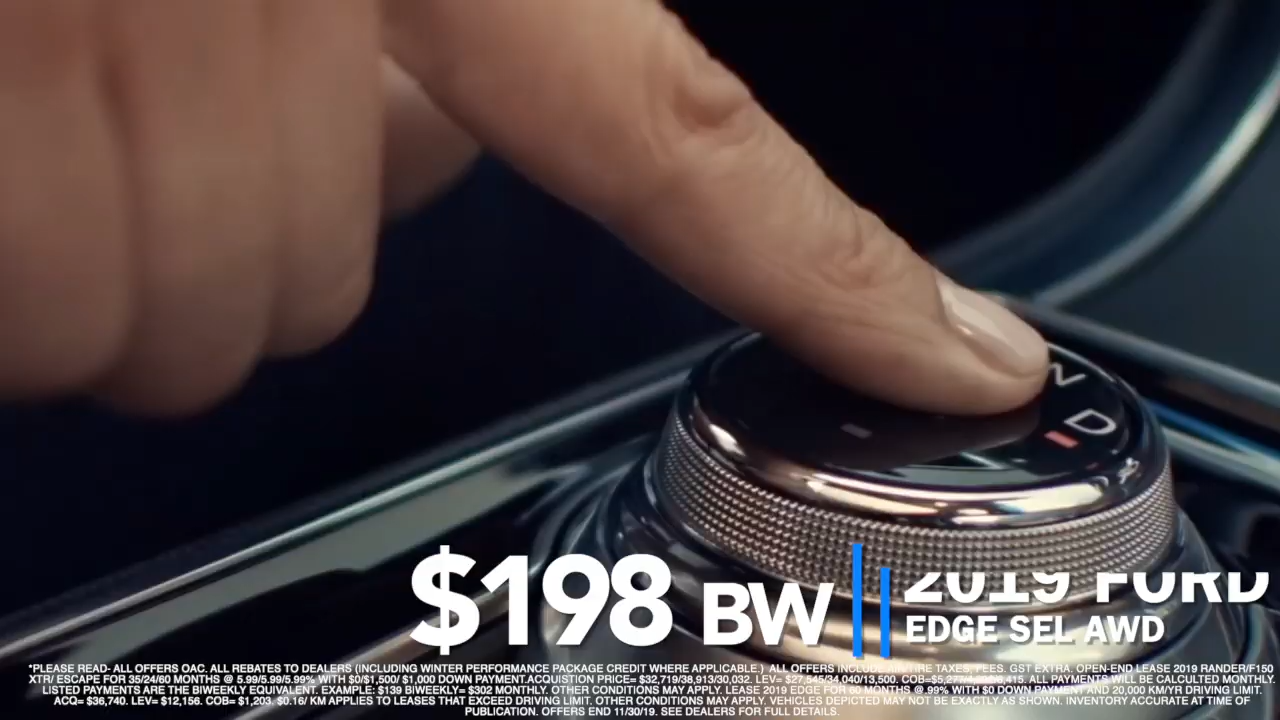 N
D
$198 BW
2019 FORD
EDGE SEL AWD
*PLEASE READ- ALL OFFERS OAC. ALL REBATES TO DEALERS (INCLUDING WINTER PERFORMANCE PACKAGE CREDIT WHERE APPLICABLE.) ALL OFFERS INCLUDE AIR/TIRE TAXES, FEES. GST EXTRA. OPEN-END LEASE 2019 RANDER/F150
XTR/ ESCAPE FOR 35/24/60 MONTHS @ 5.99/5.99/5.99% WITH $0/$1,500/ $1,000 DOWN PAYMENT.ACQUISTION PRICE= $32,719/38,913/30,032. LEV= $27,545/34,040/13,500. COB=$5,277/ /6,415. ALL PAYMENTS WILL BE CALCULTED MONTHLY.
LISTED PAYMENTS ARE THE BIWEEKLY EQUIVALENT. EXAMPLE: $139 BIWEEKLY= $302 MONTHLY. OTHER CONDITIONS MAY APPLY. LEASE 2019 EDGE FOR 60 MONTHS @.99% WITH $0 DOWN PAYMENT AND 20,000 KM/YR DRIVING LIMIT.
ACQ= $36,740. LEV= $12,156. COB= $1,203. $0.16/ KM APPLIES TO LEASES THAT EXCEED DRIVING LIMIT. OTHER CONDITIONS MAY APPLY. VEHICLES DEPICTED MAY NOT BE EXACTLY AS SHOWN. INVENTORY ACCURATE AT TIME OF
PUBLICATION. OFFERS END 11/30/19. SEE DEALERS FOR FULL DETAILS.